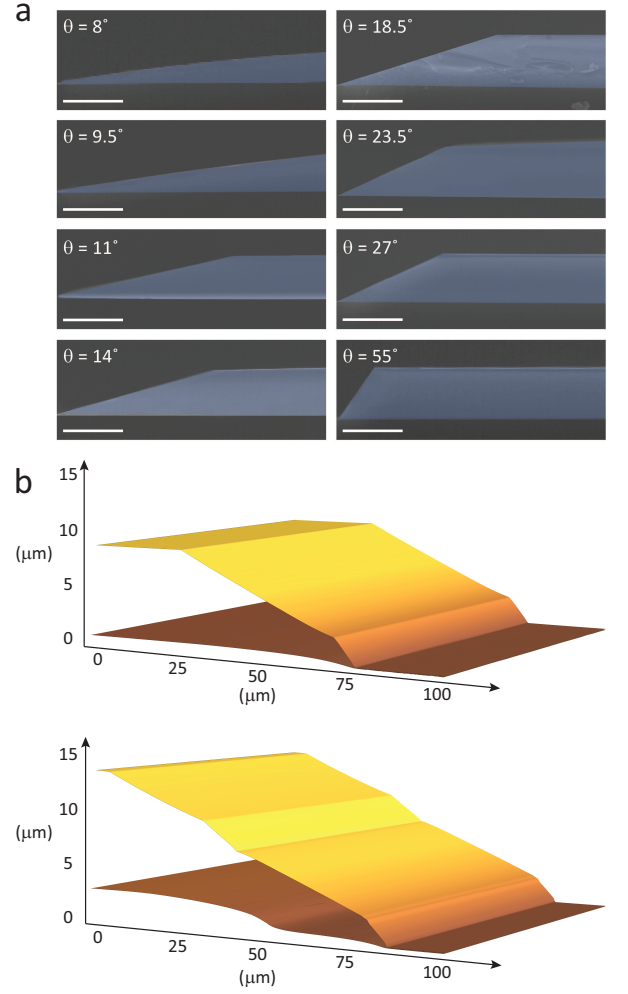 a
θ = 8°
θ = 18.5°
θ = 9.5°
θ = 23.5°
θ = 11°
θ = 27°
θ = 14°
θ = 55°
b
15
10
(μm)
5
0
0
25
50
75
100
(μm)
15
10
(μm)
5
0
0
25
50
75
100
(μm)